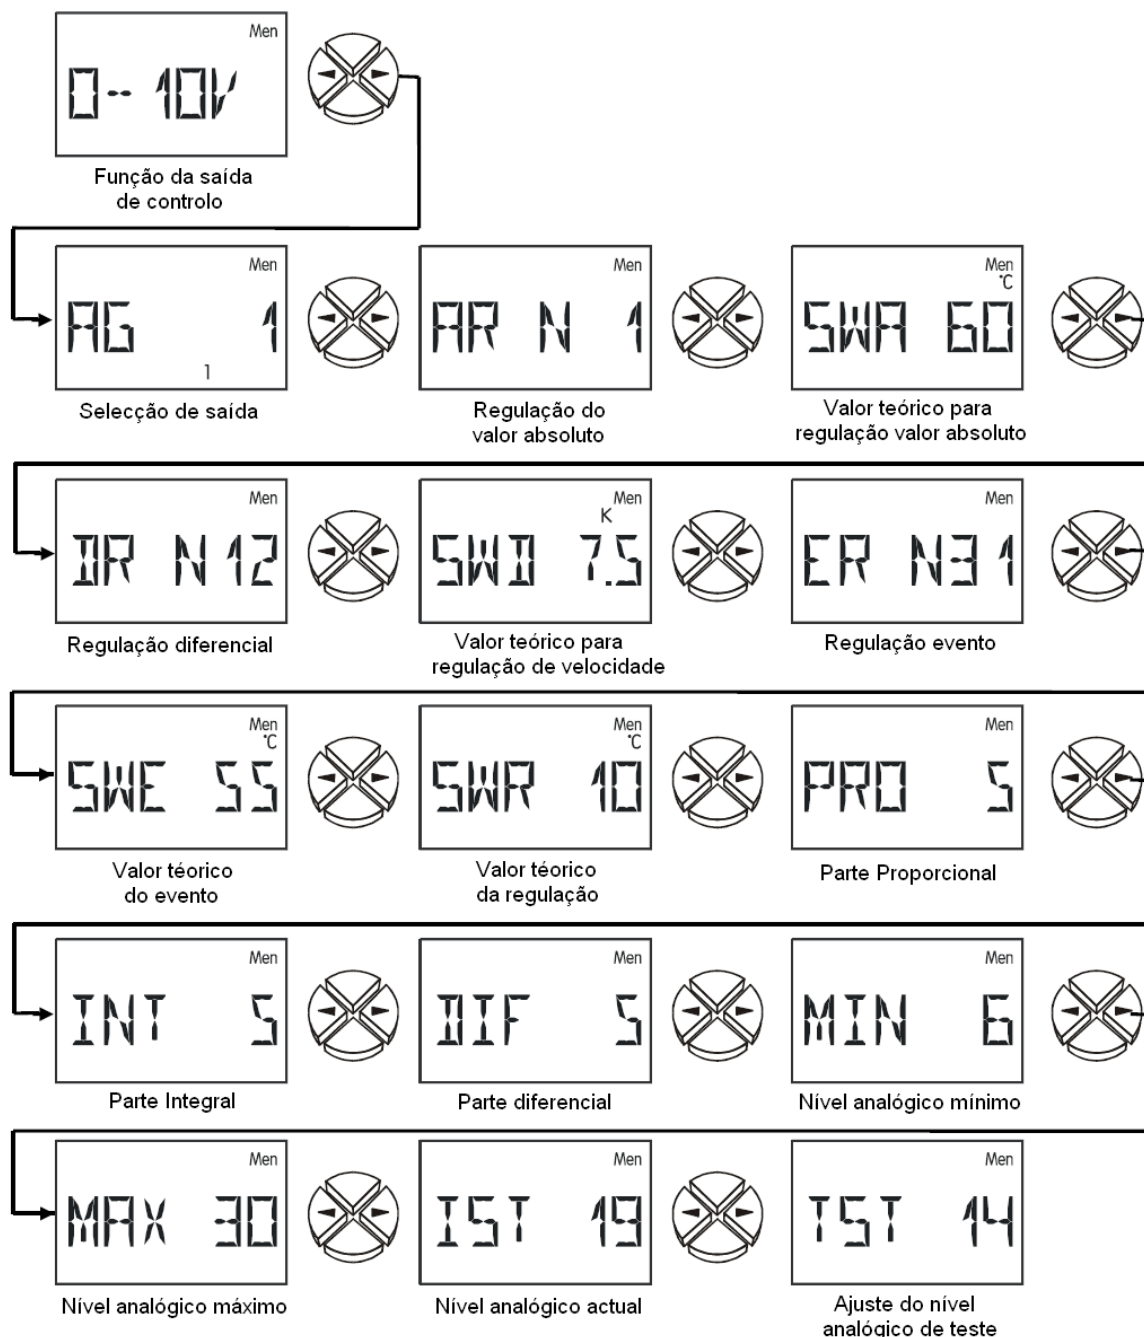 Men
0--10V
Função da saída
de controlo
Men
AG 1
1
Selecção de saída
Men
AR N 1
Regulação do
valor absoluto
Men
°C
SWA 60
Valor teórico para
regulação valor absoluto
Men
DR N12
Regulação diferencial
Men
K
SWD 7.5
Valor teórico para
regulação de velocidade
Men
ER N31
Regulação evento
Men
°C
SWE 55
Valor téorico
do evento
Men
°C
SWR 10
Valor téorico
da regulação
Men
PRO 5
Parte Proporcional
Men
INT 5
Parte Integral
Men
DIF 5
Parte diferencial
Men
MIN 6
Nível analógico mínimo
Men
MAX 30
Nível analógico máximo
Men
IST 19
Nível analógico actual
Men
TST 14
Ajuste do nível
analógico de teste